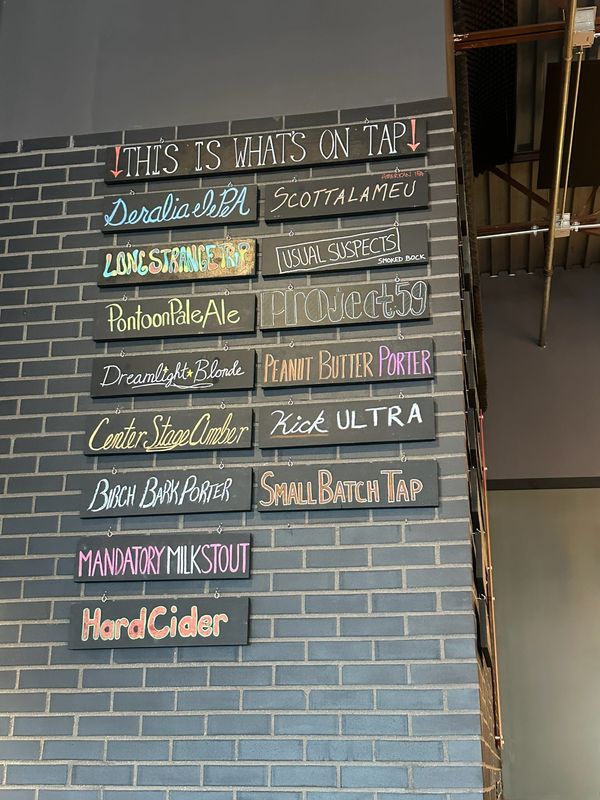 THIS IS WHAT'S ON TAP!
Deralia IPA
LONG STRANGE TRIP
Pontoon Pale Ale
Dreamlight Blonde
Center Stage Amber
BIRCH BARK PORTER
MANDATORY MILK STOUT
Hard Cider
AMERICAN IPA
SCOTTALAMEU
USUAL SUSPECTS
SMOKED BOCK
PROJECT 59
PEANUT BUTTER PORTER
Kick ULTRA
SMALL BATCH TAP